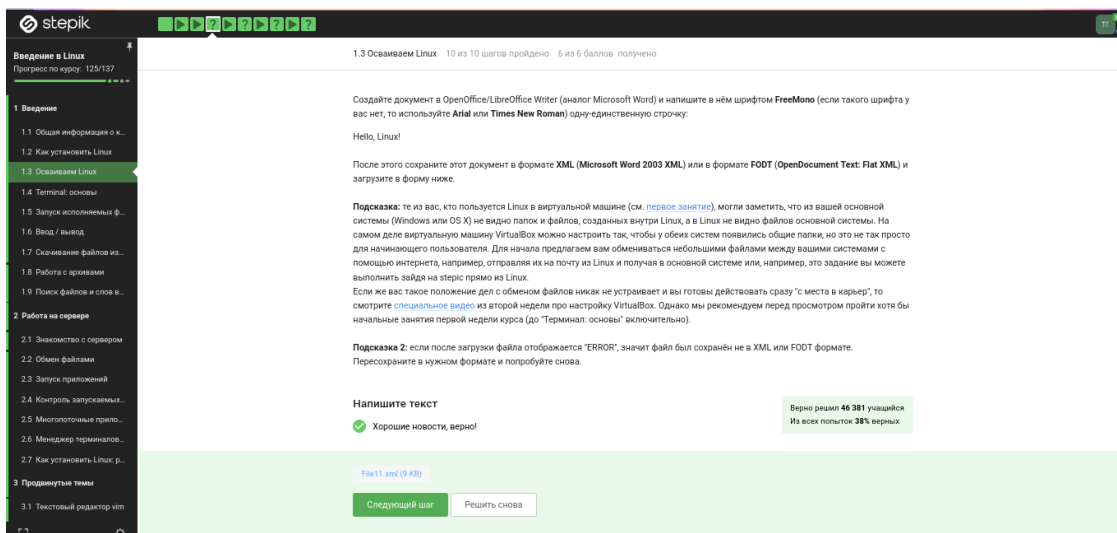 stepik
Введение в Linux
Прогресс по курсу: 125/137
1 Введение
1.1 Общая информация о к...
1.2 Как установить Linux
1.3 Осваиваем Linux
1.4 Terminal: основы
1.5 Запуск исполняемых ф...
1.6 Ввод / вывод
1.7 Скачивание файлов из...
1.8 Работа с архивами
1.9 Поиск файлов и слов в...
2 Работа на сервере
2.1 Знакомство с сервером
2.2 Обмен файлами
2.3 Запуск приложений
2.4 Контроль запускаемых...
2.5 Многопоточные прило...
2.6 Менеджер терминалов...
2.7 Как установить Linux: р...
3 Продвинутые темы
3.1 Текстовый редактор vim
1.3 Осваиваем Linux 10 из 10 шагов пройдено 6 из 6 баллов получено
Создайте документ в OpenOffice/LibreOffice Writer (аналог Microsoft Word) и напишите в нём шрифтом FreeMono (если такого шрифта у
вас нет, то используйте Arial или Times New Roman) одну-единственную строчку:
Hello, Linux!
После этого сохраните этот документ в формате XML (Microsoft Word 2003 XML) или в формате FODT (OpenDocument Text: Flat XML) и
загрузите в форму ниже.
Подсказка: те из вас, кто пользуется Linux в виртуальной машине (см. первое занятие), могли заметить, что из вашей основной
системы (Windows или OS X) не видно папок и файлов, созданных внутри Linux, а в Linux не видно файлов основной системы. На
самом деле виртуальную машину VirtualBox можно настроить так, чтобы у обеих систем появились общие папки, но это не так просто
для начинающего пользователя. Для начала предлагаем вам обмениваться небольшими файлами между вашими системами с
помощью интернета, например, отправляя их на почту из Linux и получая в основной системе или, например, это задание вы можете
выполнить зайдя на stepic прямо из Linux.
Если же вас такое положение дел с обменом файлов никак не устраивает и вы готовы действовать сразу "с места в карьер", то
смотрите специальное видео из второй недели про настройку VirtualBox. Однако мы рекомендуем перед просмотром пройти хотя бы
начальные занятия первой недели курса (до "Терминал: основы" включительно).
Подсказка 2: если после загрузки файла отображается "ERROR", значит файл был сохранён не в XML или FODT формате.
Пересохраните в нужном формате и попробуйте снова.
Напишите текст
Хорошие новости, верно!
Верно решил 46 381 учащийся
Из всех попыток 38% верных
File11.xml (9 KB)
Следующий шаг
Решить снова